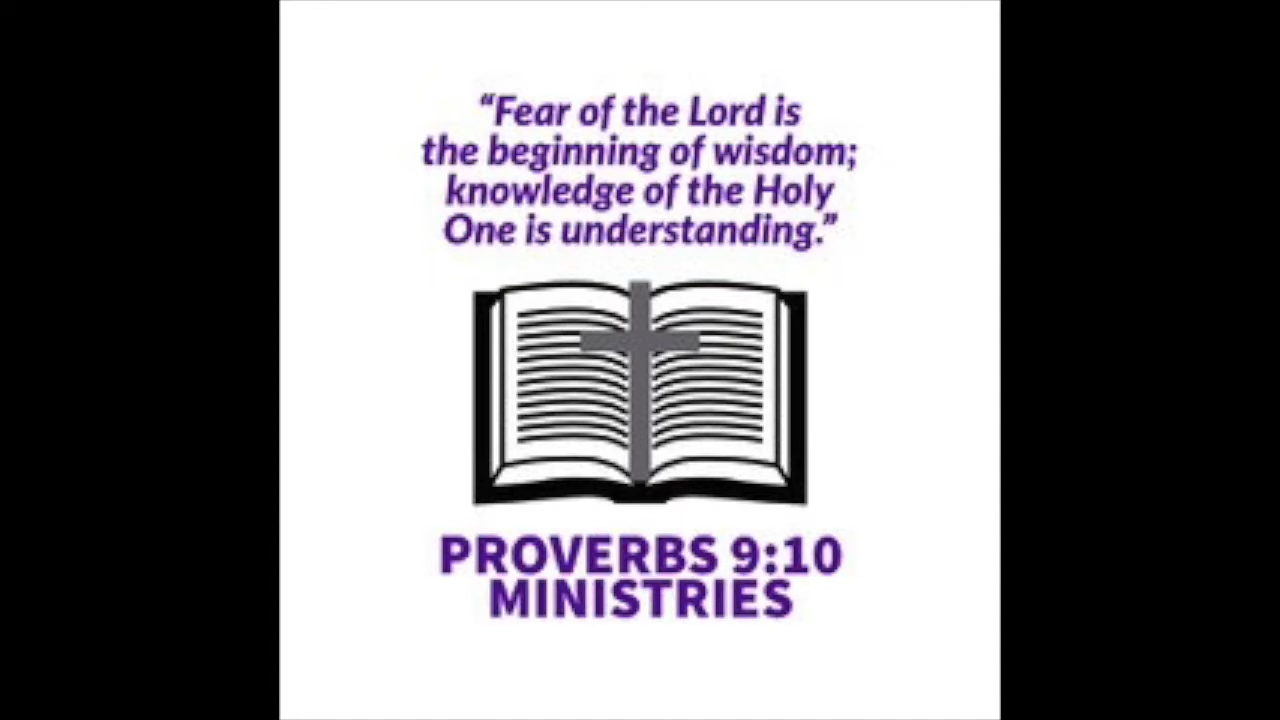 “Fear of the Lord is
the beginning of wisdom;
knowledge of the Holy
One is understanding.”
PROVERBS 9:10
MINISTRIES